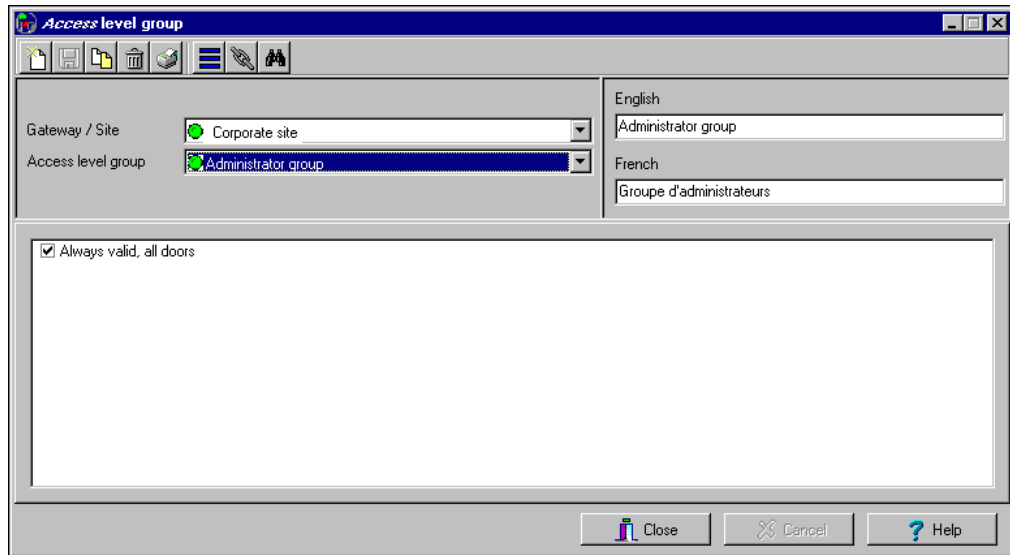 Access level group
English
Gateway / Site
Corporate site
Administrator group
Access level group
Administrator group
French
Groupe d'administrateurs
Always valid, all doors
Close
Cancel
? Help